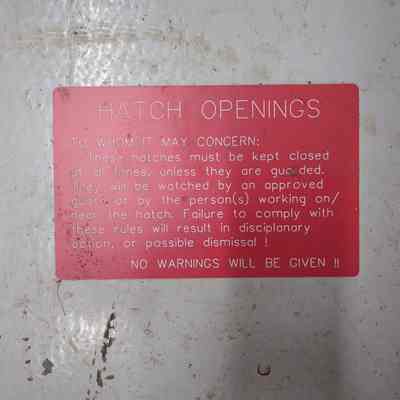 HATCH OPENINGS
TO WHOM IT MAY CONCERN:
These hatches must be kept closed
at all times, unless they are guarded.
They will be watched by an approved
guard or by the person(s) working on/
near the hatch. Failure to comply with
these rules will result in disciplanary
action, or possible dismissal !
NO WARNINGS WILL BE GIVEN !!